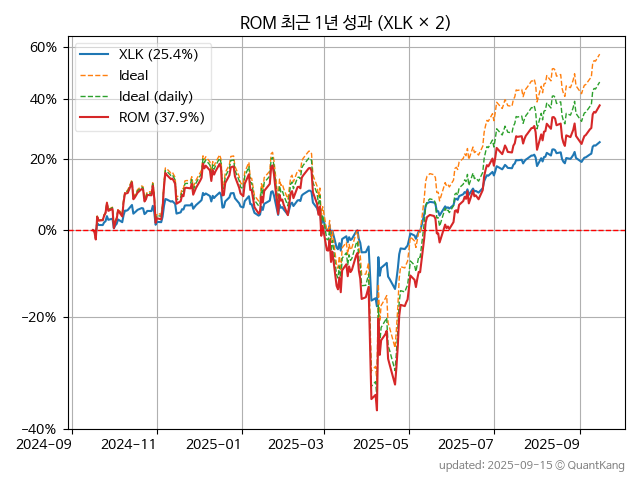 ROM 최근 1년 성과 (XLK × 2)
60%
40%
20%
0%
−20%
−40%
XLK (25.4%)
Ideal
Ideal (daily)
ROM (37.9%)
2024-09
2024-11
2025-01
2025-03
2025-05
2025-07
2025-09
updated: 2025-09-15 © QuantKang